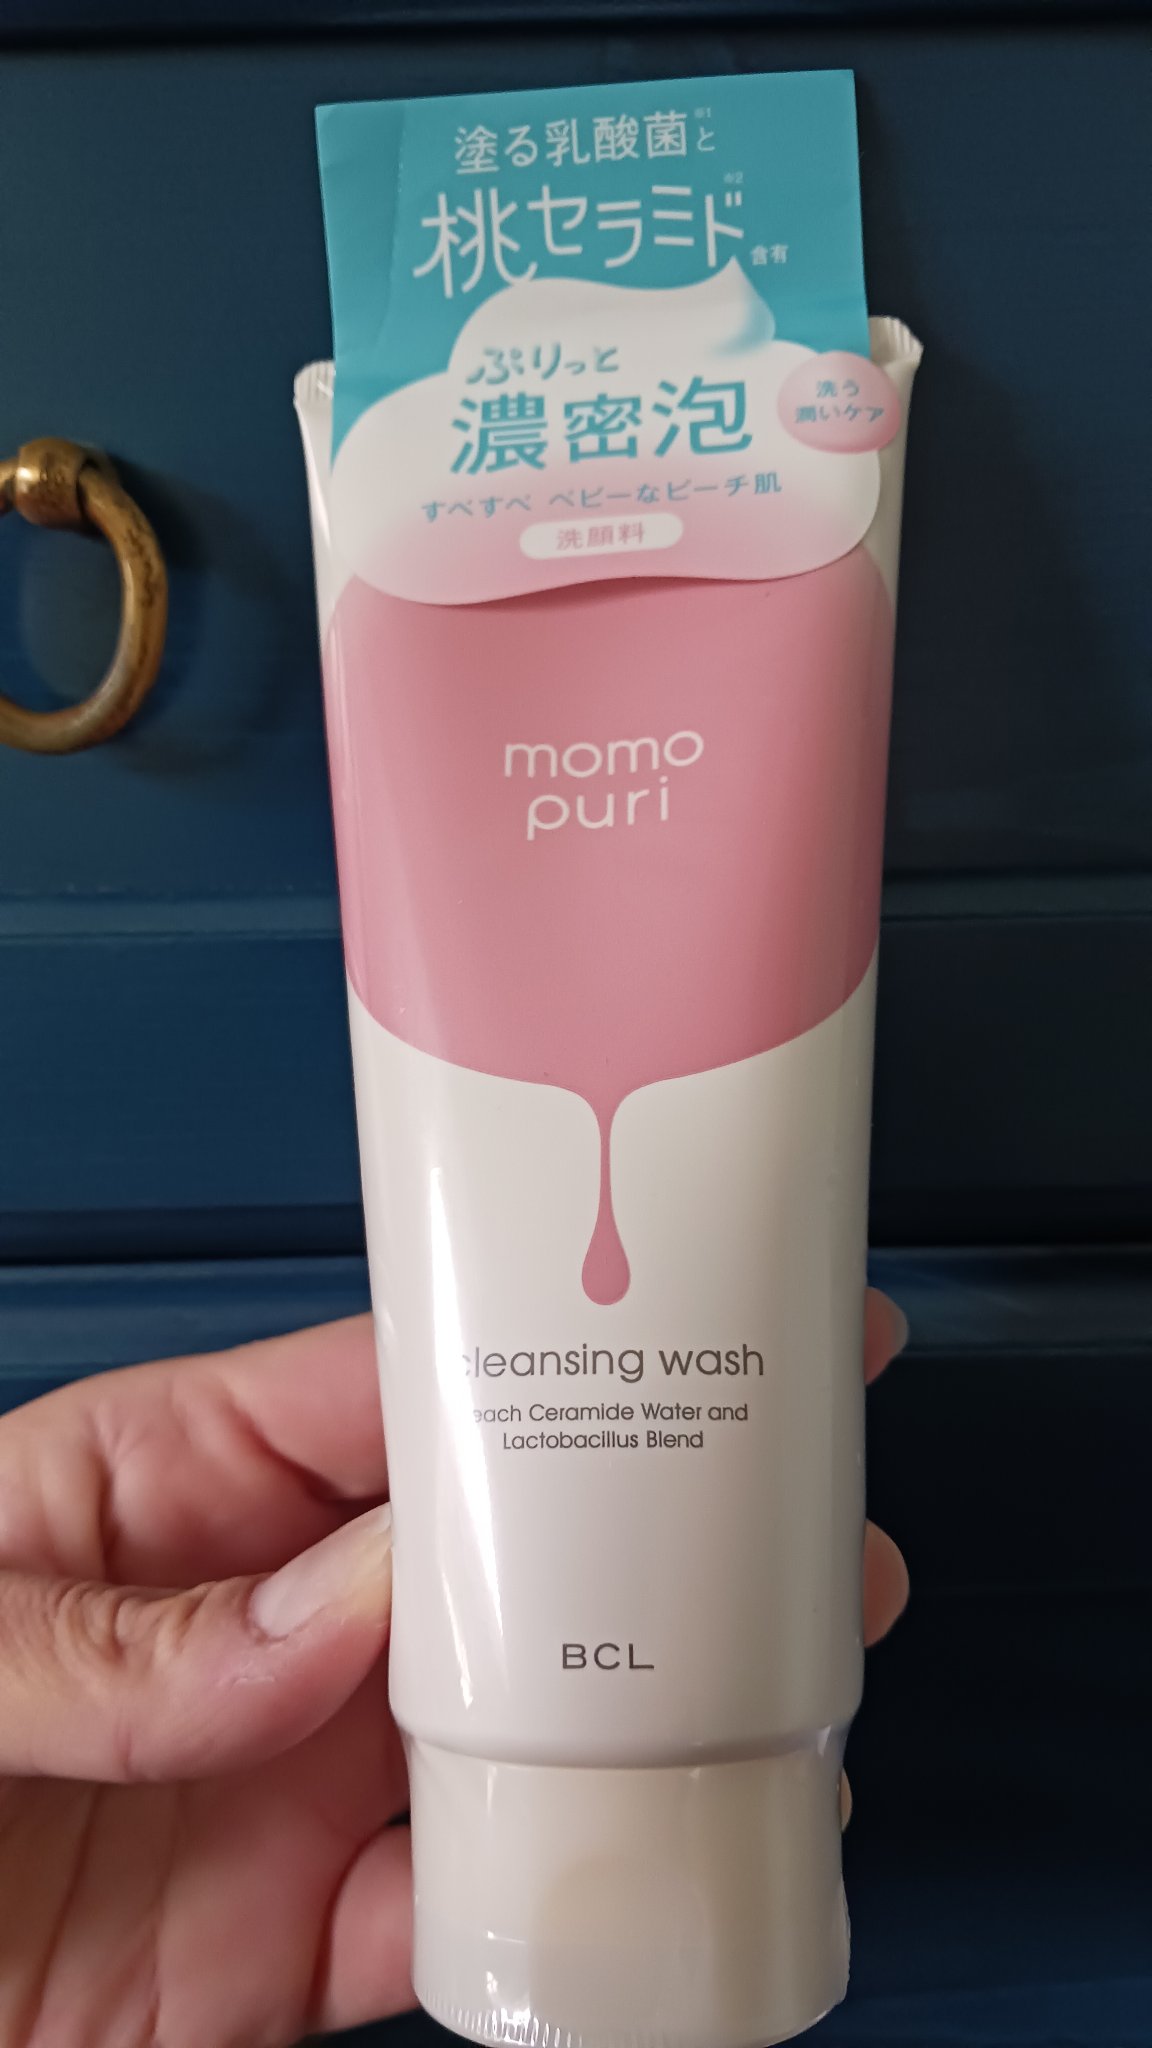 塗る乳酸菌※1と
桃セラミド※2含有
ぷりっと
濃密泡
洗う
潤いケア
すべすべ ベビーなピーチ肌
洗顔料
momo
puri
cleansing wash
each Ceramide Water and
Lactobacillus Blend
BCL